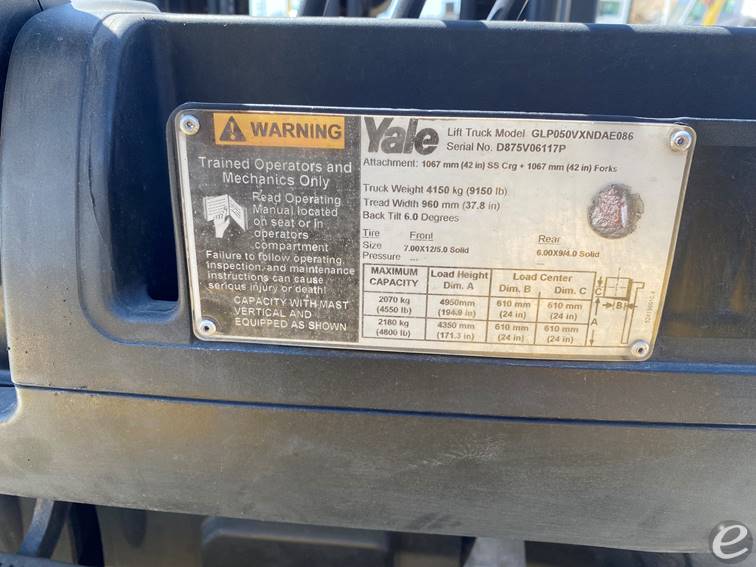 WARNING
Trained Operators and
Mechanics Only
Read Operating
Manual located
on seat or in
operators
compartment
Failure to follow operating,
inspection, and maintenance
instructions can cause
serious injury or death!
CAPACITY WITH MAST
VERTICAL AND
EQUIPPED AS SHOWN
Yale
Lift Truck Model GLP050VXNDAE086
Serial No. D875V06117P
Attachment: 1067 mm (42 in) SS Crg + 1067 mm (42 in) Forks
Truck Weight 4150 kg (9150 lb)
Tread Width 960 mm (37.8 in)
Back Tilt 6.0 Degrees
Tire Front Rear
Size 7.00X12/5.0 Solid 6.00X9/4.0 Solid
Pressure --- ---
MAXIMUM CAPACITY Load Height Dim. A Load Center Dim. B Dim. C
2070 kg 4950mm 610 mm 610 mm
(4550 lb) (194.9 in) (24 in) (24 in)
2180 kg 4350 mm 610 mm 610 mm
(4800 lb) (171.3 in) (24 in) (24 in)
C
B
A
e